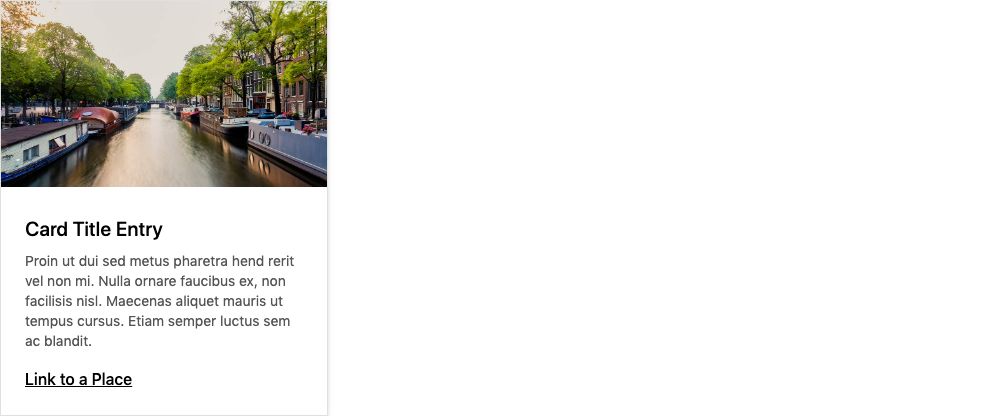 Card Title Entry
Proin ut dui sed metus pharetra hend rerit
vel non mi. Nulla ornare faucibus ex, non
facilisis nisl. Maecenas aliquet mauris ut
tempus cursus. Etiam semper luctus sem
ac blandit.
Link to a Place